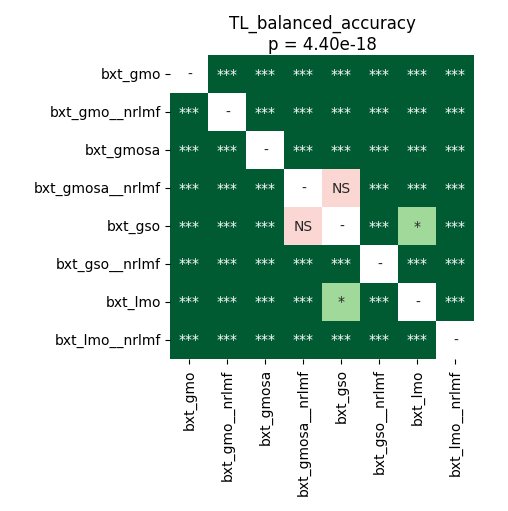 TL_balanced_accuracy
p = 4.40e-18
bxt_gmo - *** *** *** *** *** *** ***
bxt_gmo__nrlmf *** - *** *** *** *** *** ***
bxt_gmosa *** *** - *** *** *** *** ***
bxt_gmosa__nrlmf *** *** *** - NS *** *** ***
bxt_gso *** *** *** NS - *** * ***
bxt_gso__nrlmf *** *** *** *** *** - *** ***
bxt_lmo *** *** *** *** * *** - ***
bxt_lmo__nrlmf *** *** *** *** *** *** *** -
bxt_gmo
bxt_gmo__nrlmf
bxt_gmosa
bxt_gmosa__nrlmf
bxt_gso
bxt_gso__nrlmf
bxt_lmo
bxt_lmo__nrlmf